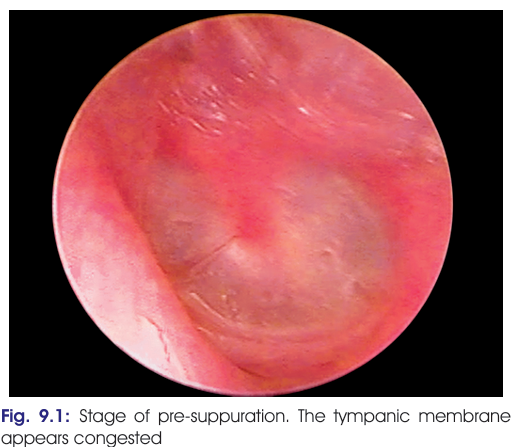 Fig. 9.1: Stage of pre-suppuration. The tympanic membrane
appears congested